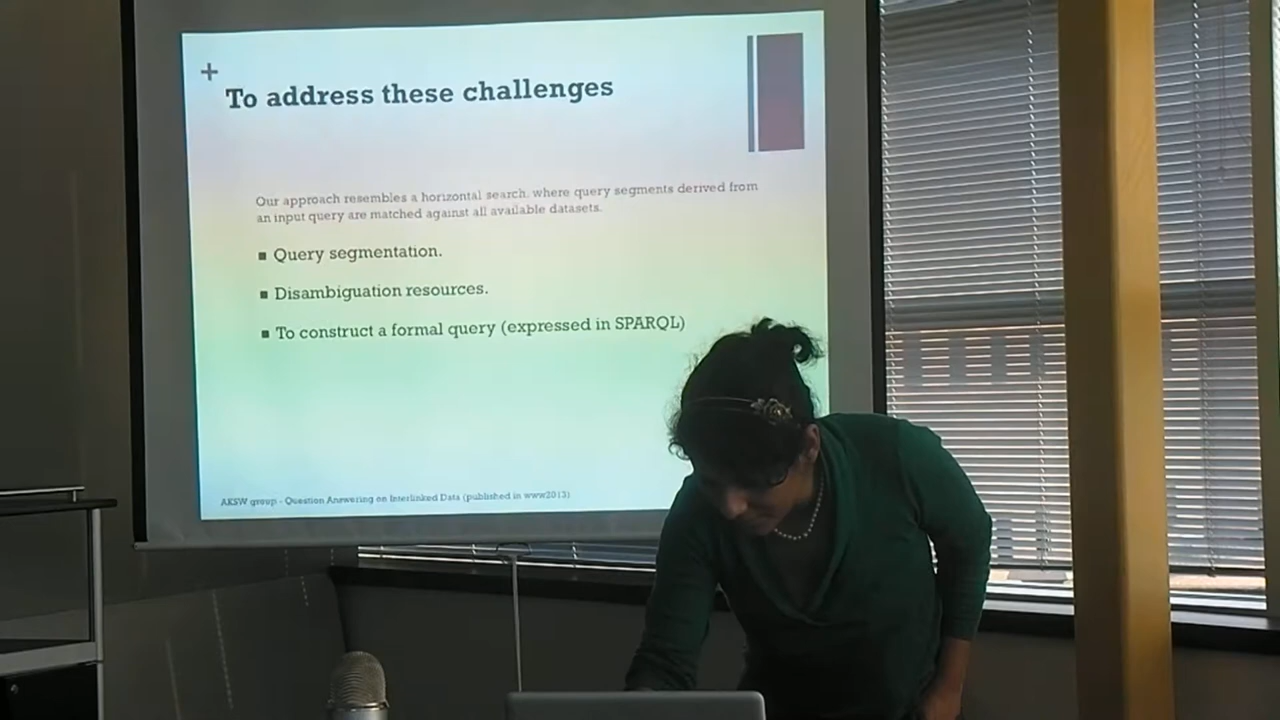 +
To address these challenges
Our approach resembles a horizontal search, where query segments derived from
an input query are matched against all available datasets.
■ Query segmentation.
■ Disambiguation resources.
■ To construct a formal query (expressed in SPARQL)
AKSW group - Question Answering on Interlinked Data (published in www2013)